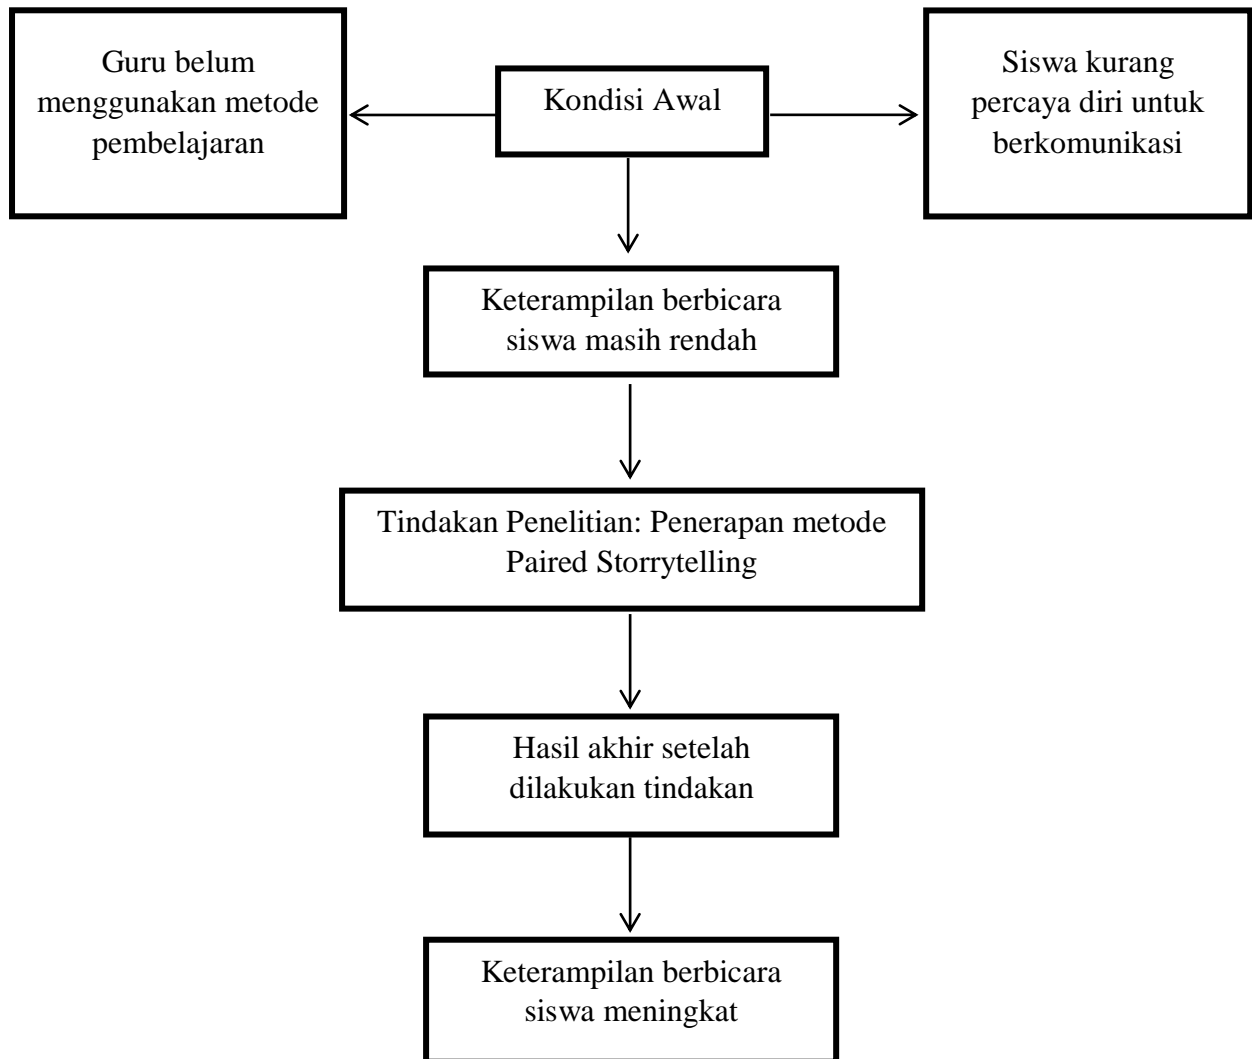 Guru belum
menggunakan metode
pembelajaran
Kondisi Awal
Siswa kurang
percaya diri untuk
berkomunikasi
Keterampilan berbicara
siswa masih rendah
Tindakan Penelitian: Penerapan metode
Paired Storrytelling
Hasil akhir setelah
dilakukan tindakan
Keterampilan berbicara
siswa meningkat